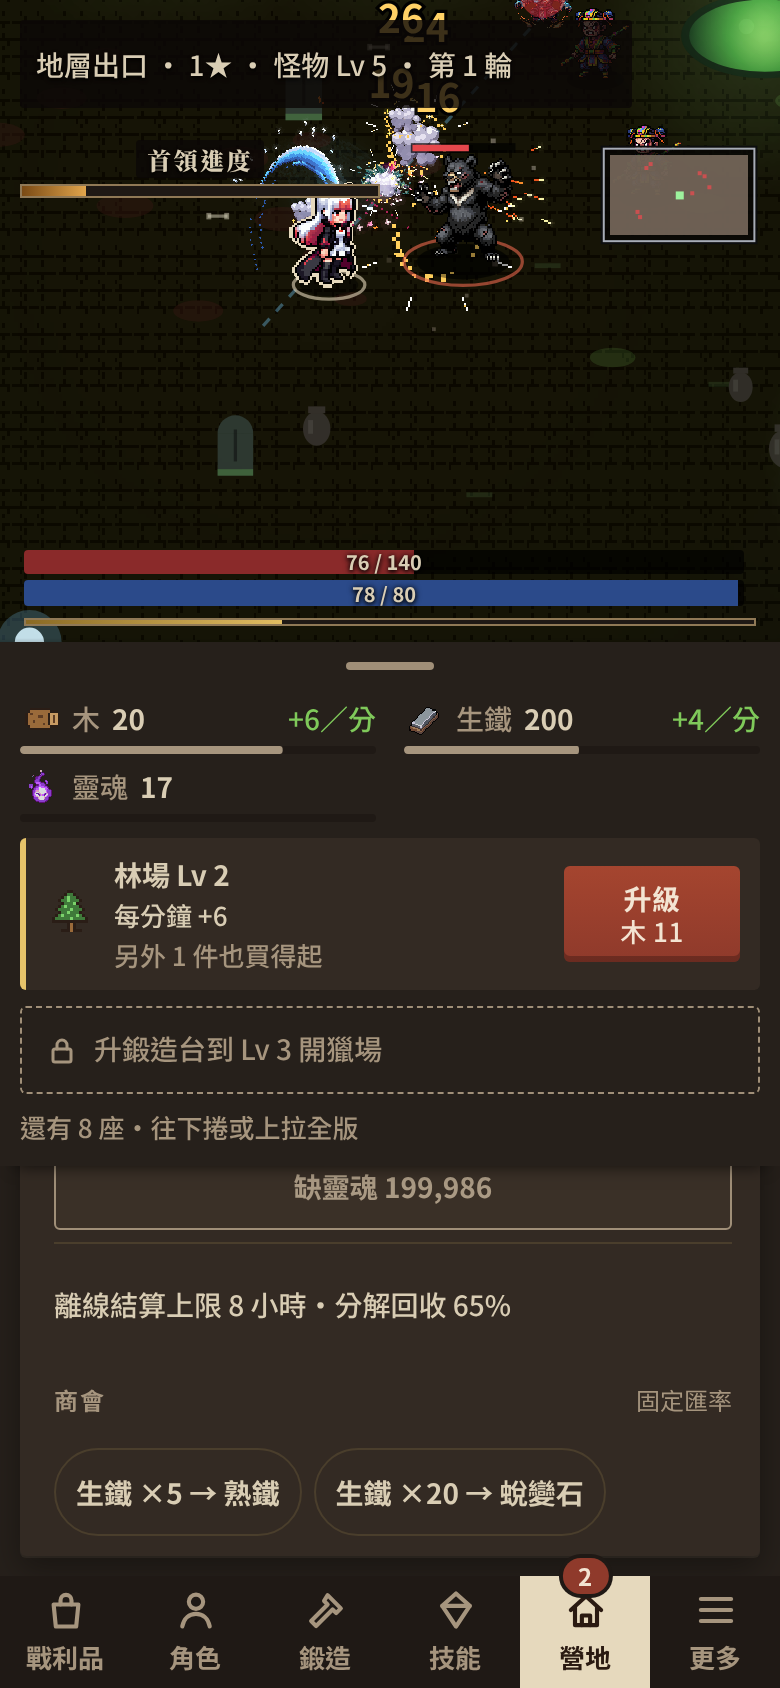 264
地層出口 · 1★ · 怪物 Lv 5 · 第 1 輪
1916
首領進度
76 / 140
78 / 80
木 20 +6／分
生鐵 200 +4／分
靈魂 17
林場 Lv 2
每分鐘 +6
另外 1 件也買得起
升級
木 11
升鍛造台到 Lv 3 開獵場
還有 8 座・往下捲或上拉全版
缺靈魂 199,986
離線結算上限 8 小時・分解回收 65%
商會 固定匯率
生鐵 ×5 → 熟鐵
生鐵 ×20 → 蛻變石
2
戰利品
角色
鍛造
技能
營地
更多